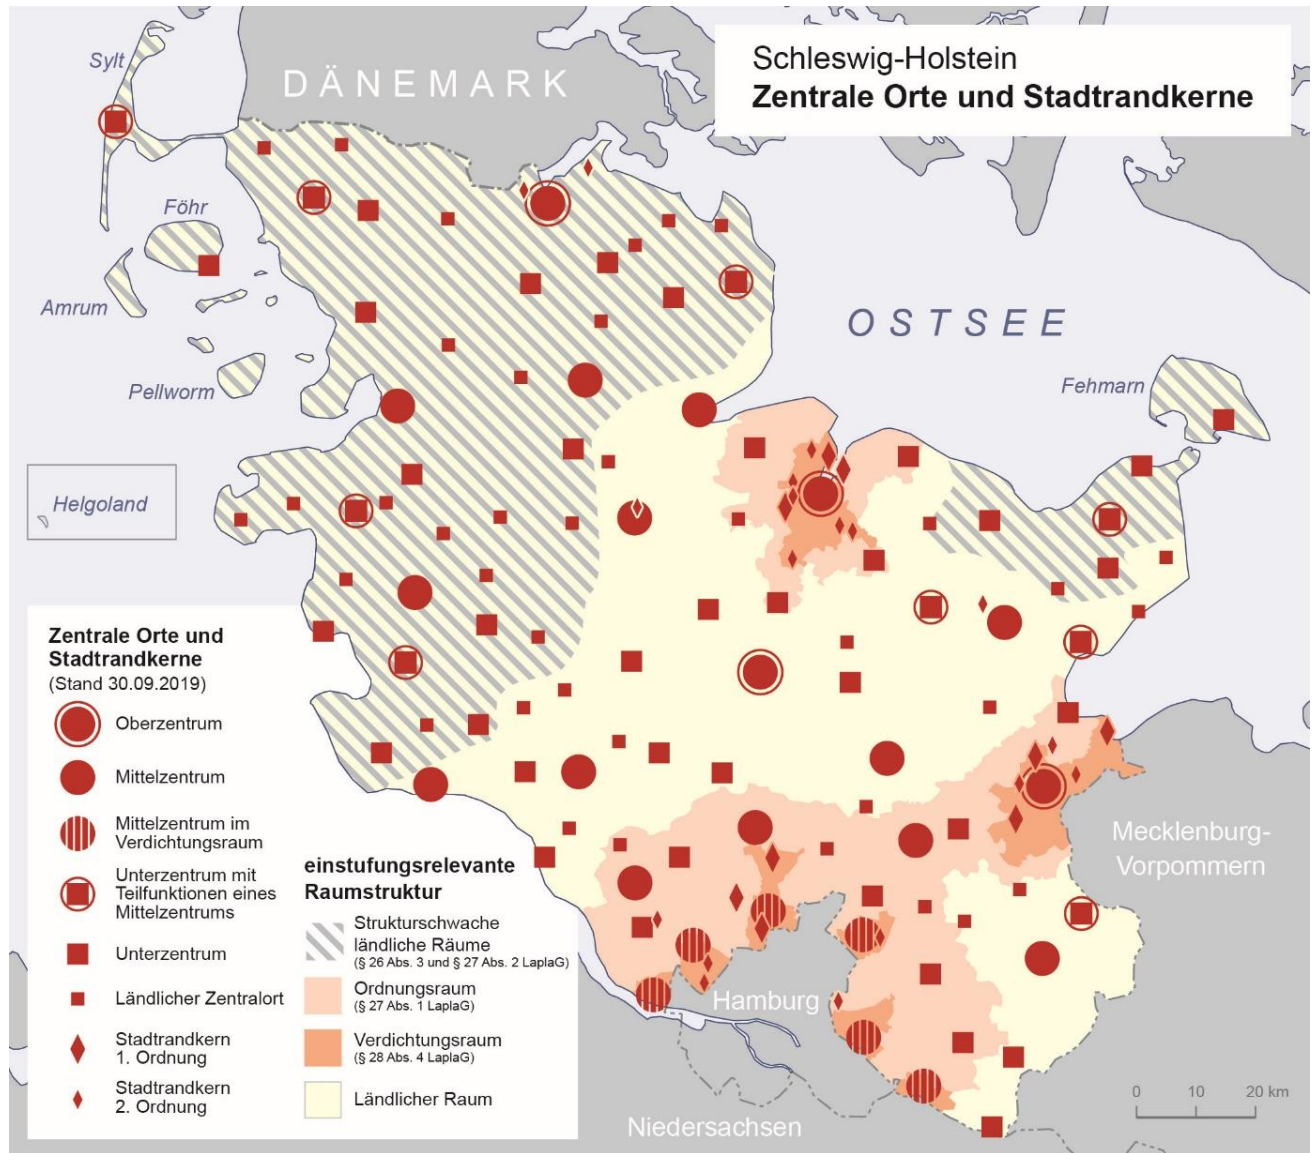 Schleswig-Holstein
Zentrale Orte und Stadtrandkerne
DÄNEMARK
Sylt
Föhr
Amrum
Pellworm
Helgoland
OSTSEE
Fehmarn
Mecklenburg-
Vorpommern
Hamburg
Niedersachsen
0 10 20 km
Zentrale Orte und
Stadtrandkerne
(Stand 30.09.2019)
Oberzentrum
Mittelzentrum
Mittelzentrum im
Verdichtungsraum
Unterzentrum mit
Teilfunktionen eines
Mittelzentrums
Unterzentrum
Ländlicher Zentralort
Stadtrandkern
1. Ordnung
Stadtrandkern
2. Ordnung
einstufungsrelevante
Raumstruktur
Strukturschwache
ländliche Räume
(§ 26 Abs. 3 und § 27 Abs. 2 LaplaG)
Ordnungsraum
(§ 27 Abs. 1 LaplaG)
Verdichtungsraum
(§ 28 Abs. 4 LaplaG)
Ländlicher Raum